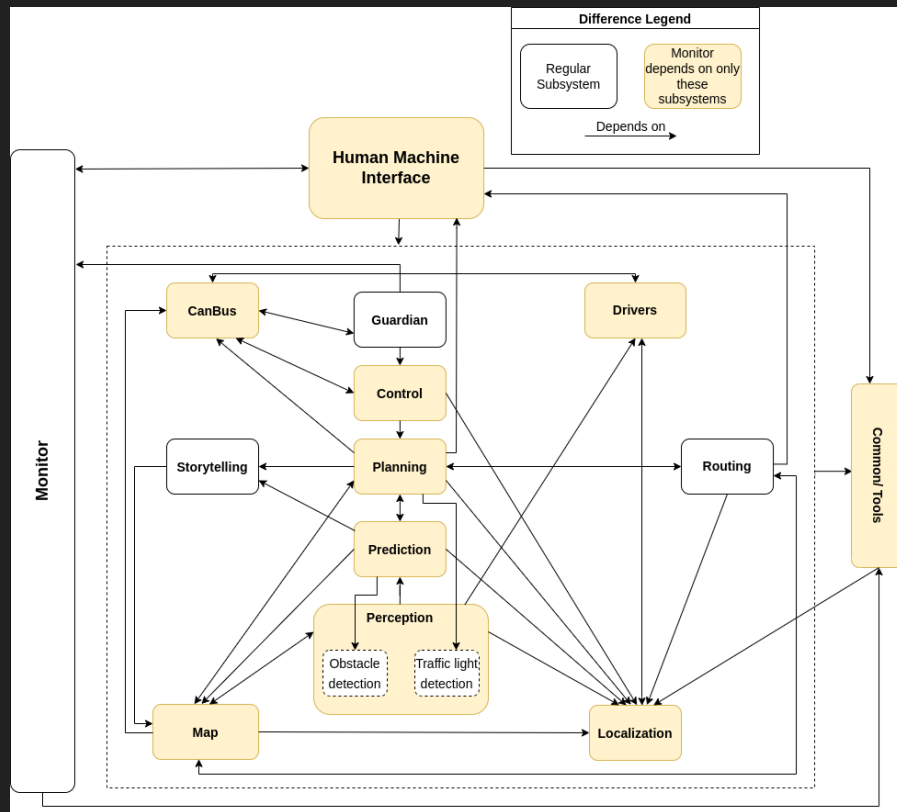 Difference Legend
Regular
Subsystem
Monitor
depends on only
these
subsystems
Depends on
Human Machine
Interface
Monitor
CanBus
Guardian
Drivers
Control
Storytelling
Planning
Routing
Common/ Tools
Prediction
Perception
Obstacle
detection
Traffic light
detection
Map
Localization